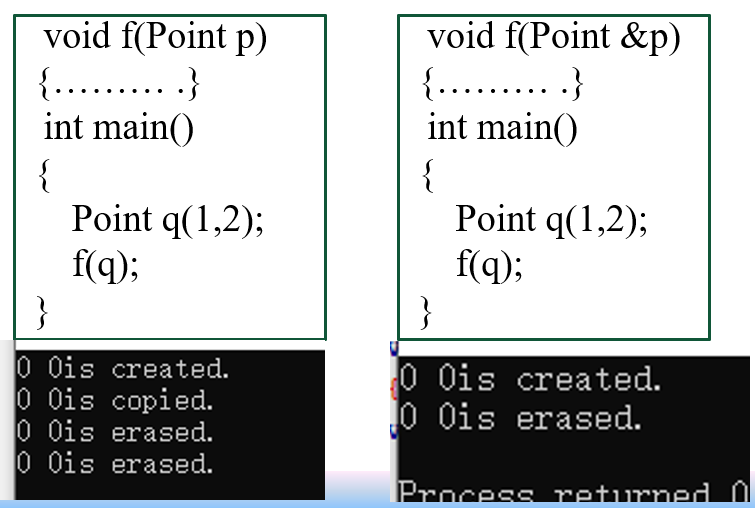 void f(Point p)
{……… .}
int main()
{
Point q(1,2);
f(q);
}
0 0is created.
0 0is copied.
0 0is erased.
0 0is erased.
void f(Point &p)
{……… .}
int main()
{
Point q(1,2);
f(q);
}
0 0is created.
0 0is erased.
Process returned 0